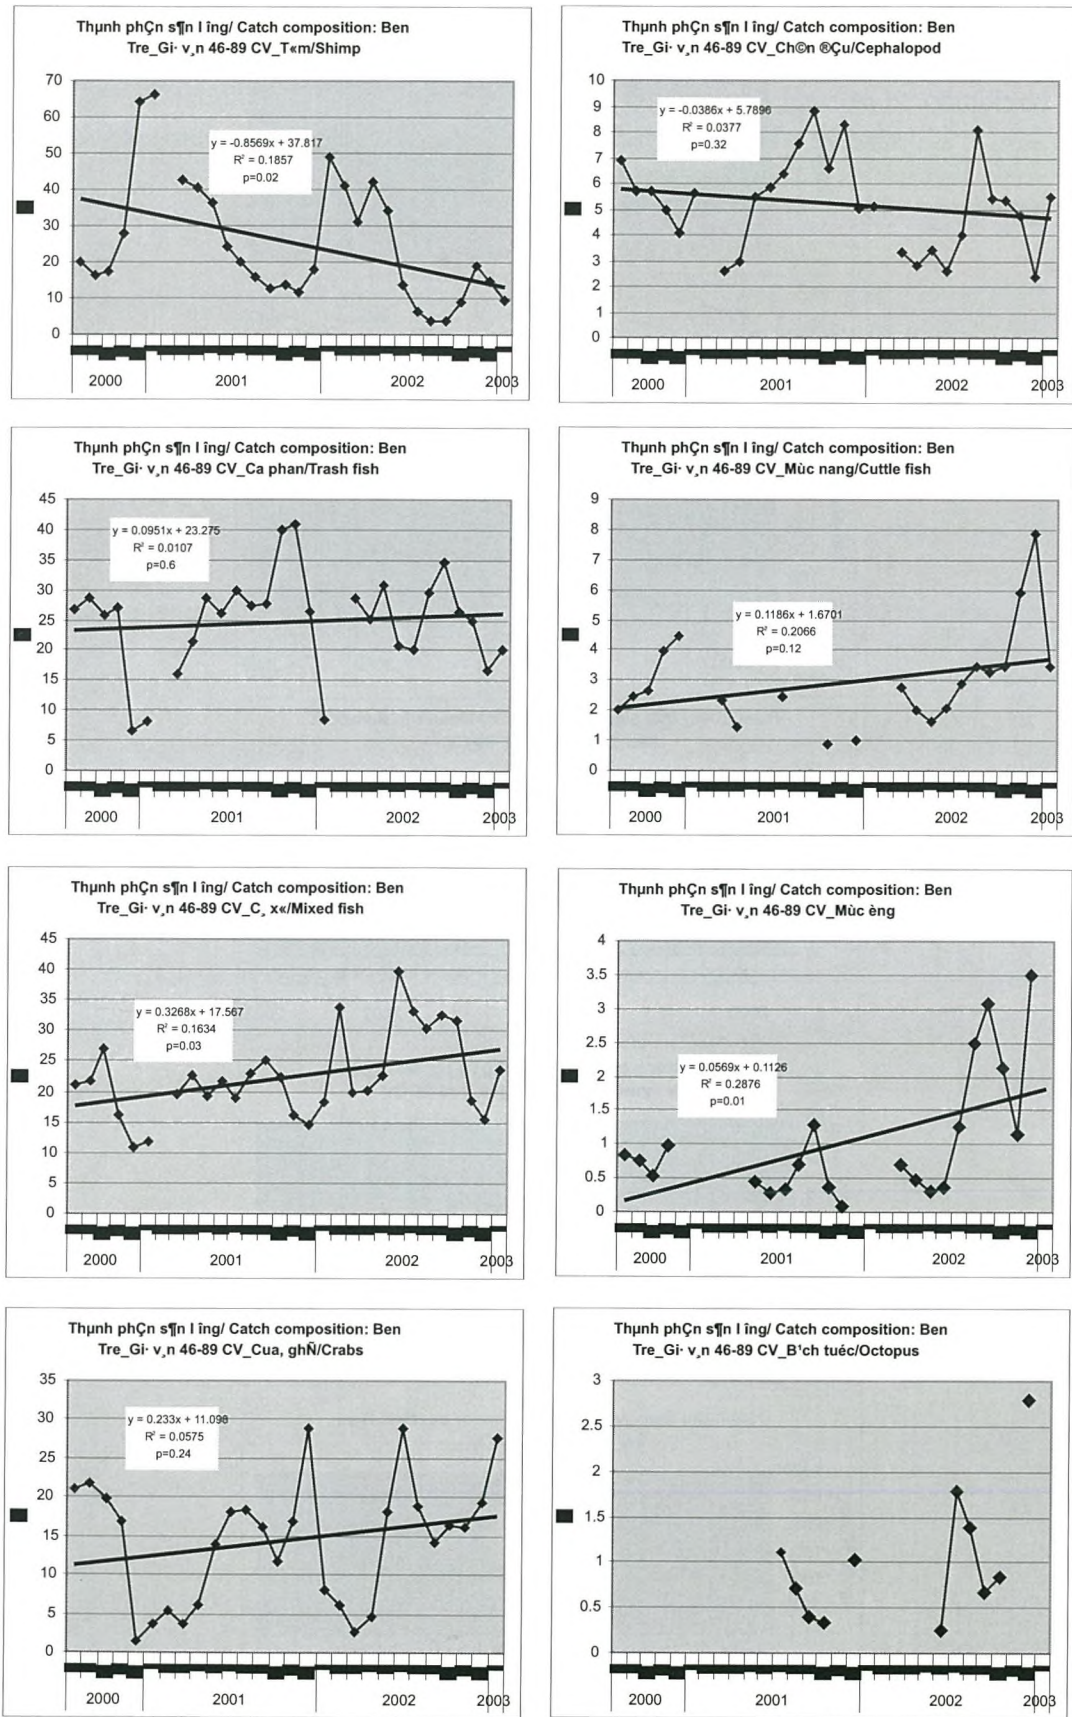 Thµnh phÇn s¶n l îng/ Catch composition: Ben
Tre_Gi· v¸n 46-89 CV_T«m/Shimp
70
60
50
40
30
20
10
0
y = -0.8569x + 37.817
R² = 0.1857
p=0.02
2000 2001 2002 2003
Thµnh phÇn s¶n l îng/ Catch composition: Ben
Tre_Gi· v¸n 46-89 CV_Ch©n ®Çu/Cephalopod
10
9
8
7
6
5
4
3
2
1
0
y = -0.0386x + 5.7896
R² = 0.0377
p=0.32
2000 2001 2002 2003
Thµnh phÇn s¶n l îng/ Catch composition: Ben
Tre_Gi· v¸n 46-89 CV_Ca phan/Trash fish
45
40
35
30
25
20
15
10
5
0
y = 0.0951x + 23.275
R² = 0.0107
p=0.6
2000 2001 2002 2003
Thµnh phÇn s¶n l îng/ Catch composition: Ben
Tre_Gi· v¸n 46-89 CV_Mùc nang/Cuttle fish
9
8
7
6
5
4
3
2
1
0
y = 0.1186x + 1.6701
R² = 0.2066
p=0.12
2000 2001 2002 2003
Thµnh phÇn s¶n l îng/ Catch composition: Ben
Tre_Gi· v¸n 46-89 CV_C¸ x«/Mixed fish
45
40
35
30
25
20
15
10
5
0
y = 0.3268x + 17.567
R² = 0.1634
p=0.03
2000 2001 2002 2003
Thµnh phÇn s¶n l îng/ Catch composition: Ben
Tre_Gi· v¸n 46-89 CV_Mùc èng
4
3.5
3
2.5
2
1.5
1
0.5
0
y = 0.0569x + 0.1126
R² = 0.2876
p=0.01
2000 2001 2002 2003
Thµnh phÇn s¶n l îng/ Catch composition: Ben
Tre_Gi· v¸n 46-89 CV_Cua, ghÑ/Crabs
35
30
25
20
15
10
5
0
y = 0.233x + 11.098
R² = 0.0575
p=0.24
2000 2001 2002 2003
Thµnh phÇn s¶n l îng/ Catch composition: Ben
Tre_Gi· v¸n 46-89 CV_B¹ch tuéc/Octopus
3
2.5
2
1.5
1
0.5
0
2000 2001 2002 2003